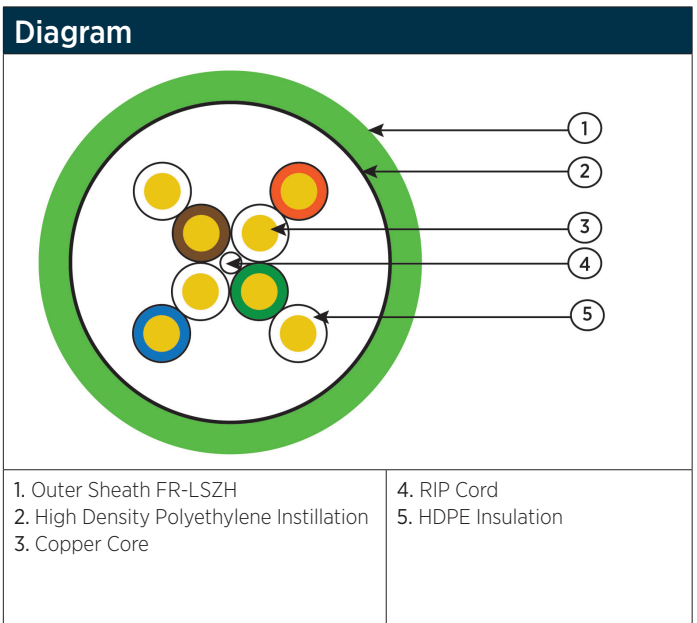 Diagram
1
2
3
4
5
1. Outer Sheath FR-LSZH
2. High Density Polyethylene Instillation
3. Copper Core
4. RIP Cord
5. HDPE Insulation